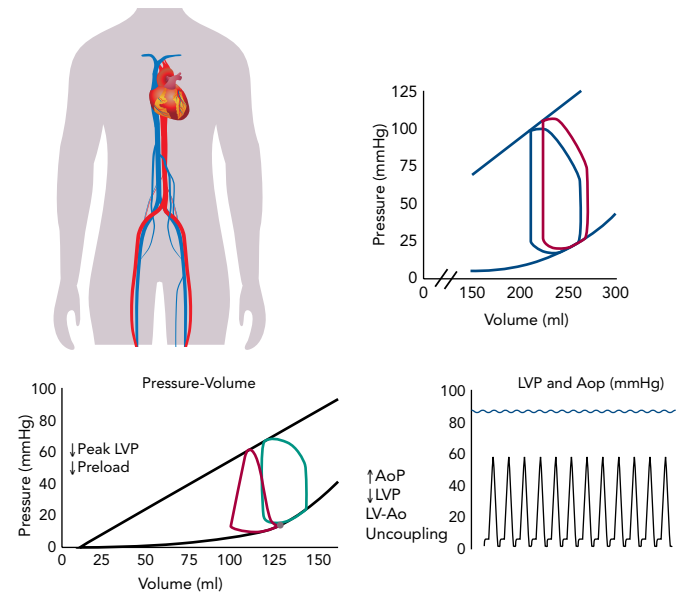 125
100
75
50
25
0
Pressure (mmHg)
0
150
200
250
300
Volume (ml)
Pressure-Volume
100
80
60
40
20
0
Pressure (mmHg)
↓Peak LVP
↓Preload
0
25
50
75
100
125
150
Volume (ml)
LVP and Aop (mmHg)
100
80
60
40
20
0
↑AoP
↓LVP
LV-Ao
Uncoupling